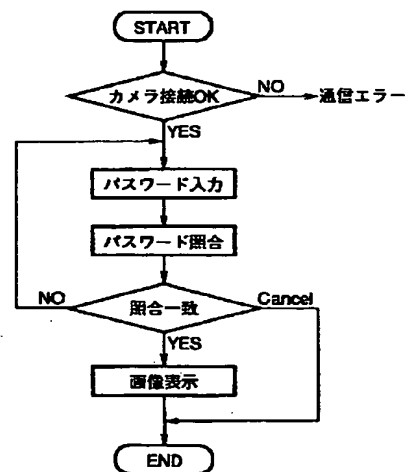 START
カメラ接続OK
NO
通信エラー
YES
パスワード入力
パスワード照合
NO
照合一致
Cancel
YES
画像表示
END